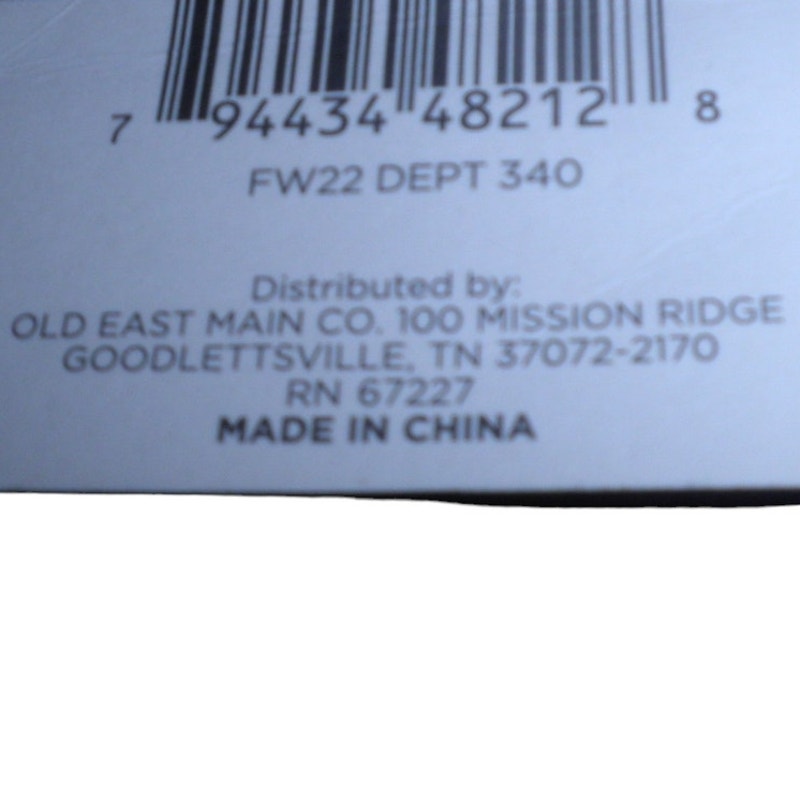 7 94434 48212 8
FW22 DEPT 340
Distributed by:
OLD EAST MAIN CO. 100 MISSION RIDGE
GOODLETTSVILLE, TN 37072-2170
RN 67227
MADE IN CHINA